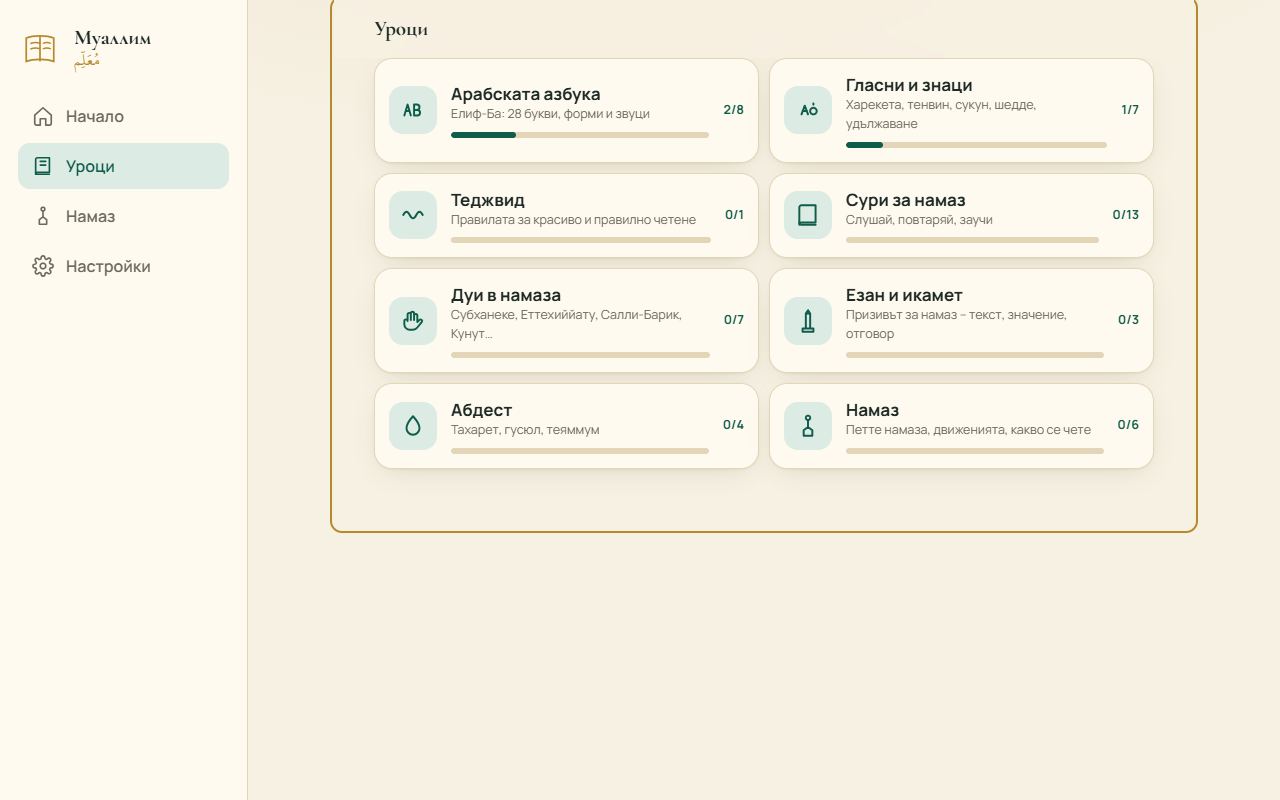 Муаллим
مُعَلِّم
Начало
Уроци
Намаз
Настройки
Уроци
АВ
Арабската азбука
Елиф-Ба: 28 букви, форми и звуци
2/8
Гласни и знаци
Харекета, тенвин, сукун, шедде,
удължаване
1/7
Теджвид
Правилата за красиво и правилно четене
0/1
Сури за намаз
Слушай, повтаряй, заучи
0/13
Дуи в намаза
Субханеке, Еттехиййату, Салли-Барик,
Кунут...
0/7
Езан и икамет
Призивът за намаз – текст, значение,
отговор
0/3
Абдест
Тахарет, гусюл, теяммум
0/4
Намаз
Петте намаза, движенията, какво се чете
0/6